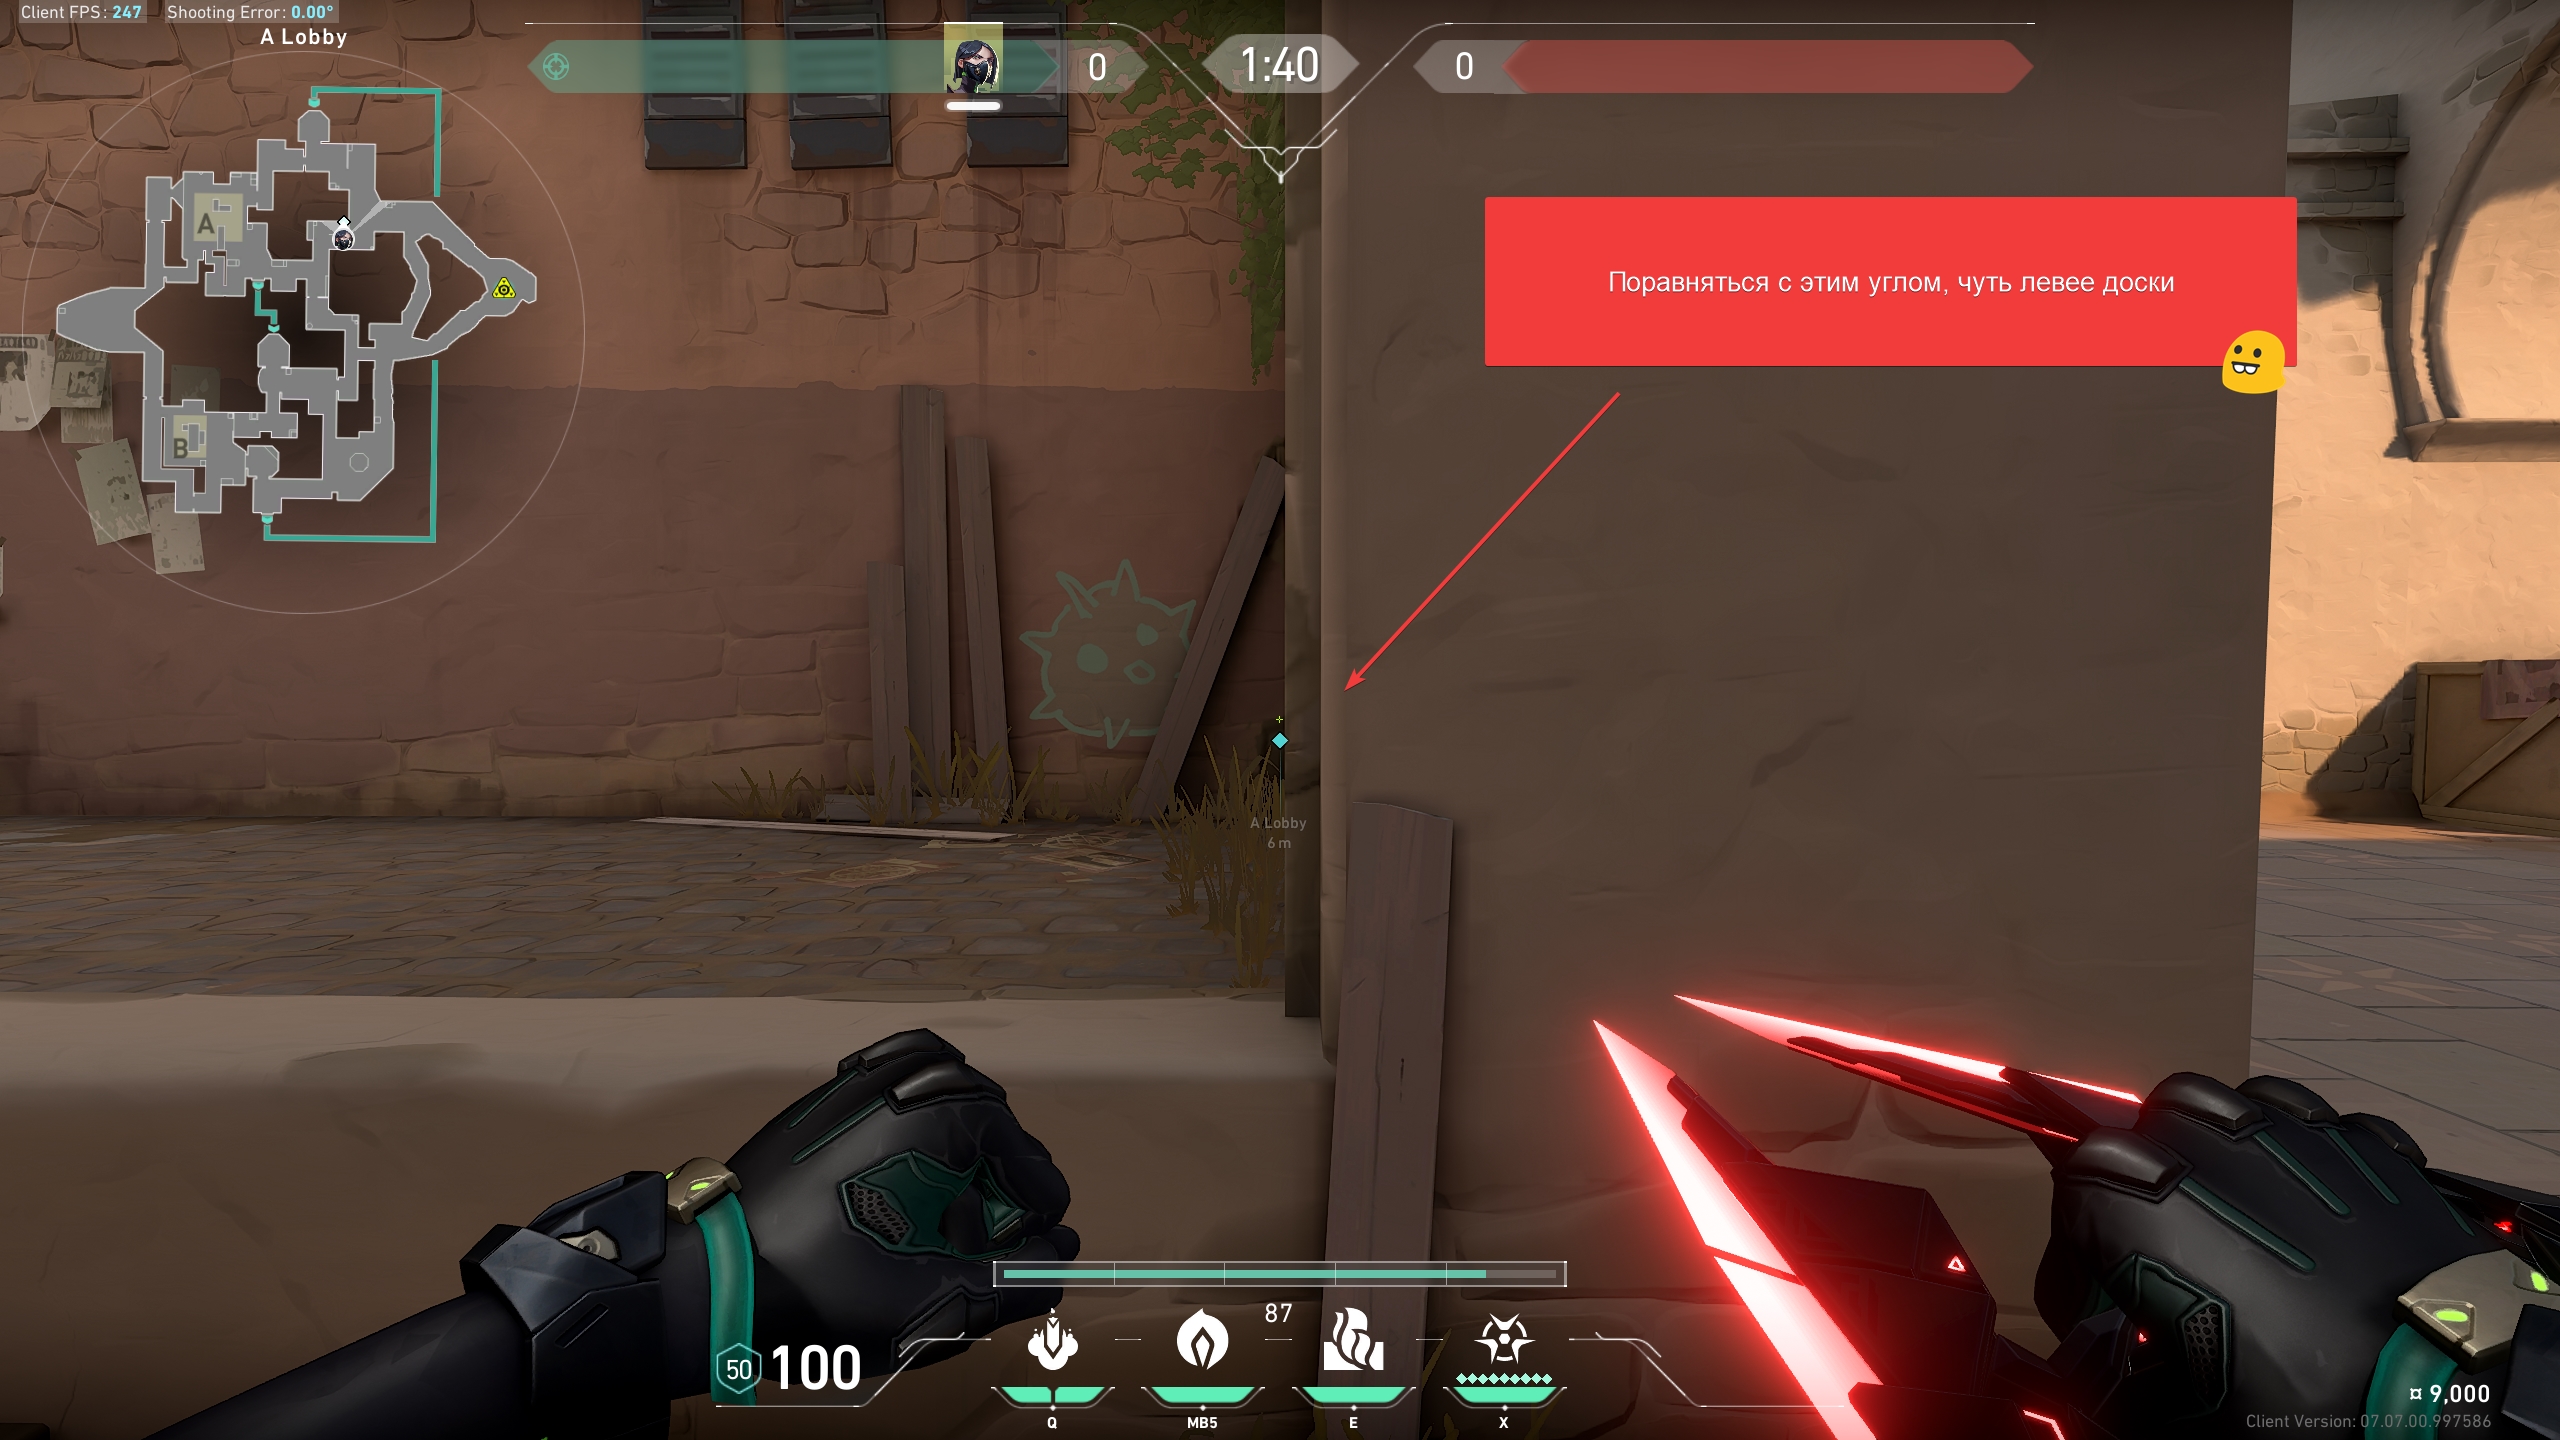 Client FPS: 247 Shooting Error: 0.00°
A Lobby
0 1:40 0
A
B
Поравняться с этим углом, чуть левее доски
A Lobby
6 m
87
50 100
Q MB5 E X
¤ 9,000
Client Version: 07.07.00.997586